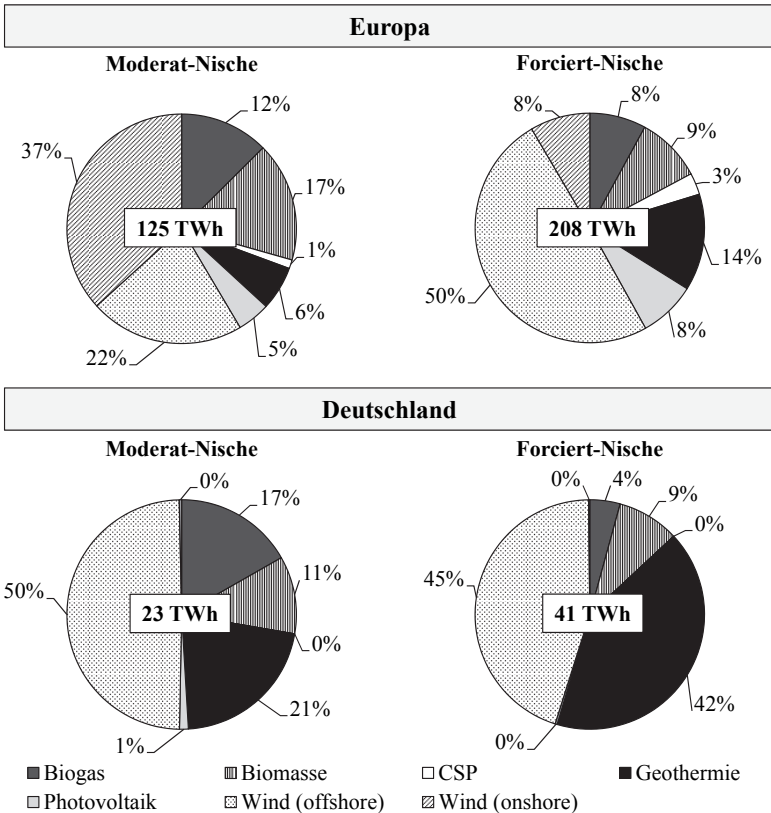 Europa
Moderat-Nische
Forciert-Nische
12%
17%
1%
6%
5%
22%
37%
125 TWh
8%
8%
9%
3%
14%
8%
50%
208 TWh
Deutschland
Moderat-Nische
Forciert-Nische
0%
17%
11%
0%
21%
1%
50%
23 TWh
0%
4%
9%
0%
42%
0%
45%
41 TWh
Biogas Biomasse CSP Geothermie
Photovoltaik Wind (offshore) Wind (onshore)